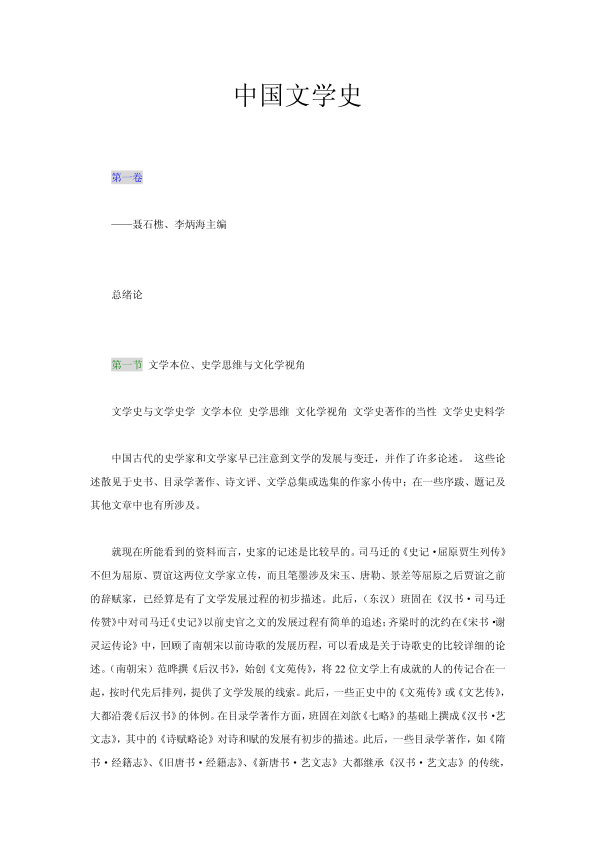 中国文学史
第一卷
——聂石樵、李炳海主编
总绪论
第一节 文学本位、史学思维与文化学视角
文学史与文学史学 文学本位 史学思维 文化学视角 文学史著作的当性 文学史史料学
中国古代的史学家和文学家早已注意到文学的发展与变迁，并作了许多论述。 这些论
述散见于史书、目录学著作、诗文评、文学总集或选集的作家小传中；在一些序跋、题记及
其他文章中也有所涉及。
就现在所能看到的资料而言，史家的记述是比较早的。司马迁的《史记·屈原贾生列传》
不但为屈原、贾谊这两位文学家立传，而且笔墨涉及宋玉、唐勒、景差等屈原之后贾谊之前
的辞赋家，已经算是有了文学发展过程的初步描述。此后，（东汉）班固在《汉书·司马迁
传赞》中对司马迁《史记》以前史官之文的发展过程有简单的追述；齐梁时的沈约在《宋书·谢
灵运传论》中，回顾了南朝宋以前诗歌的发展历程，可以看成是关于诗歌史的比较详细的论
述。（南朝宋）范晔撰《后汉书》，始创《文苑传》，将 22 位文学上有成就的人的传记合在一
起，按时代先后排列，提供了文学发展的线索。此后，一些正史中的《文苑传》或《文艺传》，
大都沿袭《后汉书》的体例。在目录学著作方面，班固在刘歆《七略》的基础上撰成《汉书·艺
文志》，其中的《诗赋略论》对诗和赋的发展有初步的描述。此后，一些目录学著作，如《隋
书·经籍志》、《旧唐书·经籍志》、《新唐书·艺文志》大都继承《汉书·艺文志》的传统，